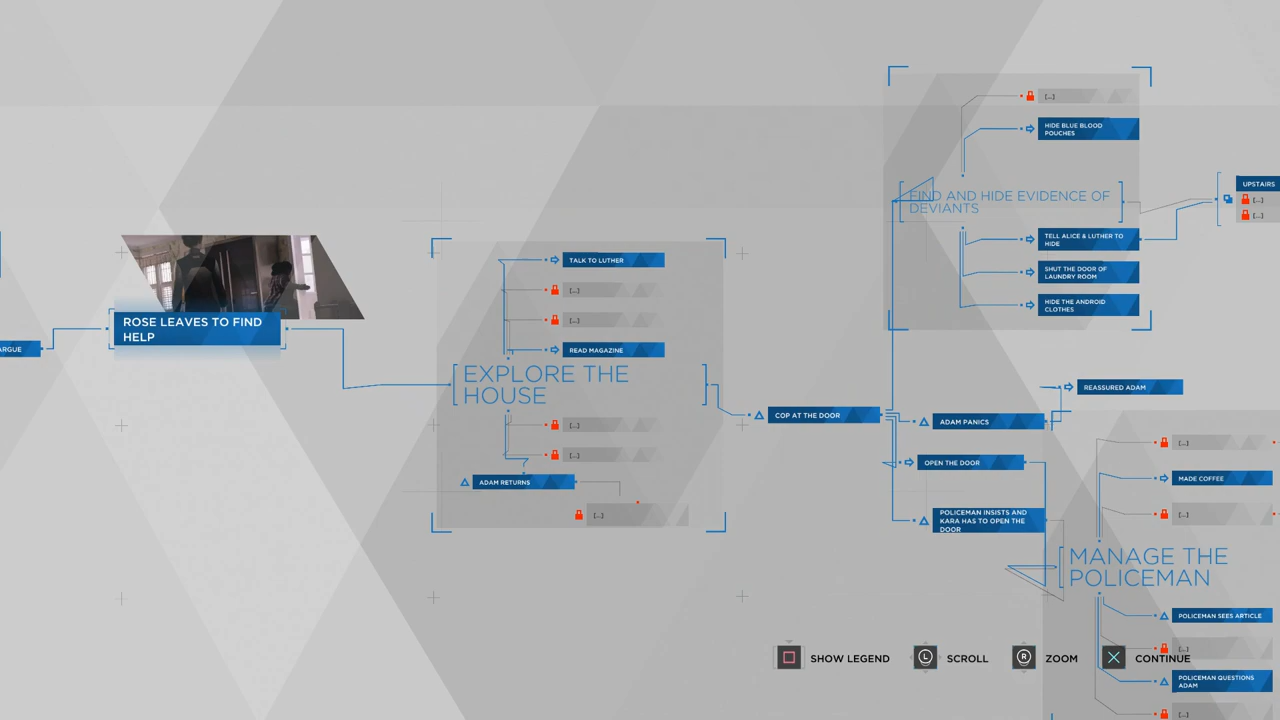 ARGUE
ROSE LEAVES TO FIND
HELP
TALK TO LUTHER
[...]
[...]
READ MAGAZINE
EXPLORE THE
HOUSE
[...]
[...]
ADAM RETURNS
[...]
COP AT THE DOOR
[...]
HIDE BLUE BLOOD
POUCHES
FIND AND HIDE EVIDENCE OF
DEVIANTS
TELL ALICE & LUTHER TO
HIDE
SHUT THE DOOR OF
LAUNDRY ROOM
HIDE THE ANDROID
CLOTHES
UPSTAIRS
[...]
[...]
REASSURED ADAM
ADAM PANICS
OPEN THE DOOR
POLICEMAN INSISTS AND
KARA HAS TO OPEN THE
DOOR
[...]
MADE COFFEE
[...]
MANAGE THE
POLICEMAN
POLICEMAN SEES ARTICLE
[...]
POLICEMAN QUESTIONS
ADAM
[...]
SHOW LEGEND
L
SCROLL
R
ZOOM
CONTINUE